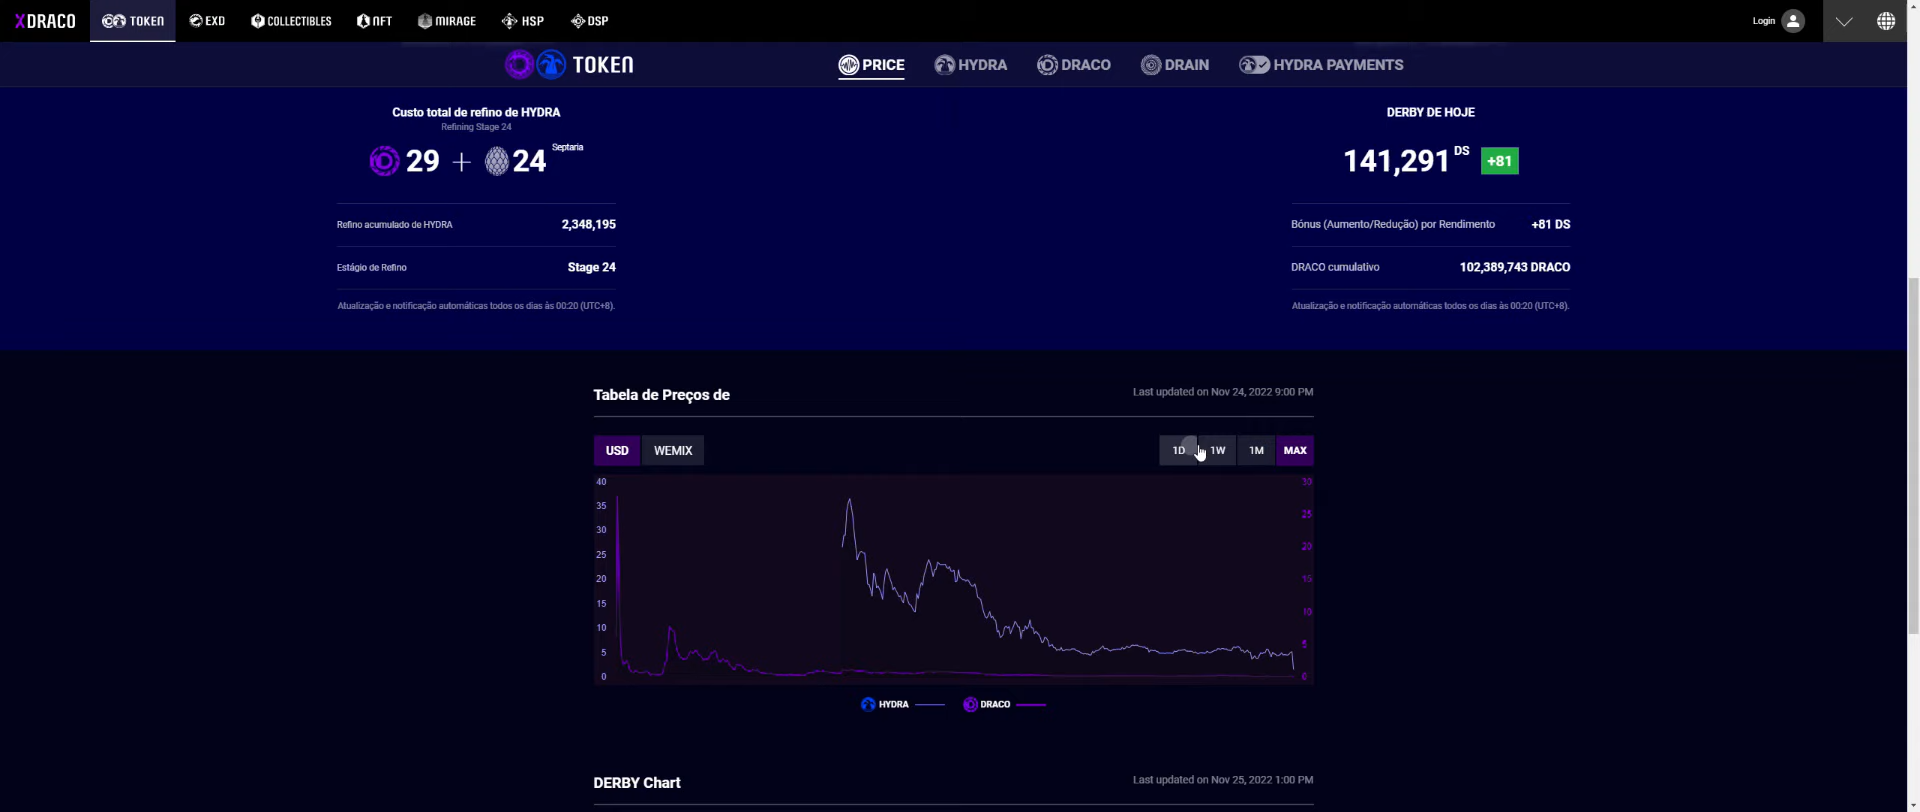 XDRACO TOKEN EXD COLLECTIBLES NFT MIRAGE HSP DSP Login
TOKEN PRICE HYDRA DRACO DRAIN HYDRA PAYMENTS
Custo total de refino de HYDRA
Refining Stage 24
29 + 24 Septaria
Refino acumulado de HYDRA 2,348,195
Estágio de Refino Stage 24
Atualização e notificação automáticas todos os dias às 00:20 (UTC+8).
DERBY DE HOJE
141,291 DS +81
Bónus (Aumento/Redução) por Rendimento +81 DS
DRACO cumulativo 102,389,743 DRACO
Atualização e notificação automáticas todos os dias às 00:20 (UTC+8).
Tabela de Preços de Last updated on Nov 24, 2022 9:00 PM
USD WEMIX 1D 1W 1M MAX
40 30
35
25
30
25 20
20 15
15
10
10
5 5
0 0
HYDRA DRACO
DERBY Chart Last updated on Nov 25, 2022 1:00 PM